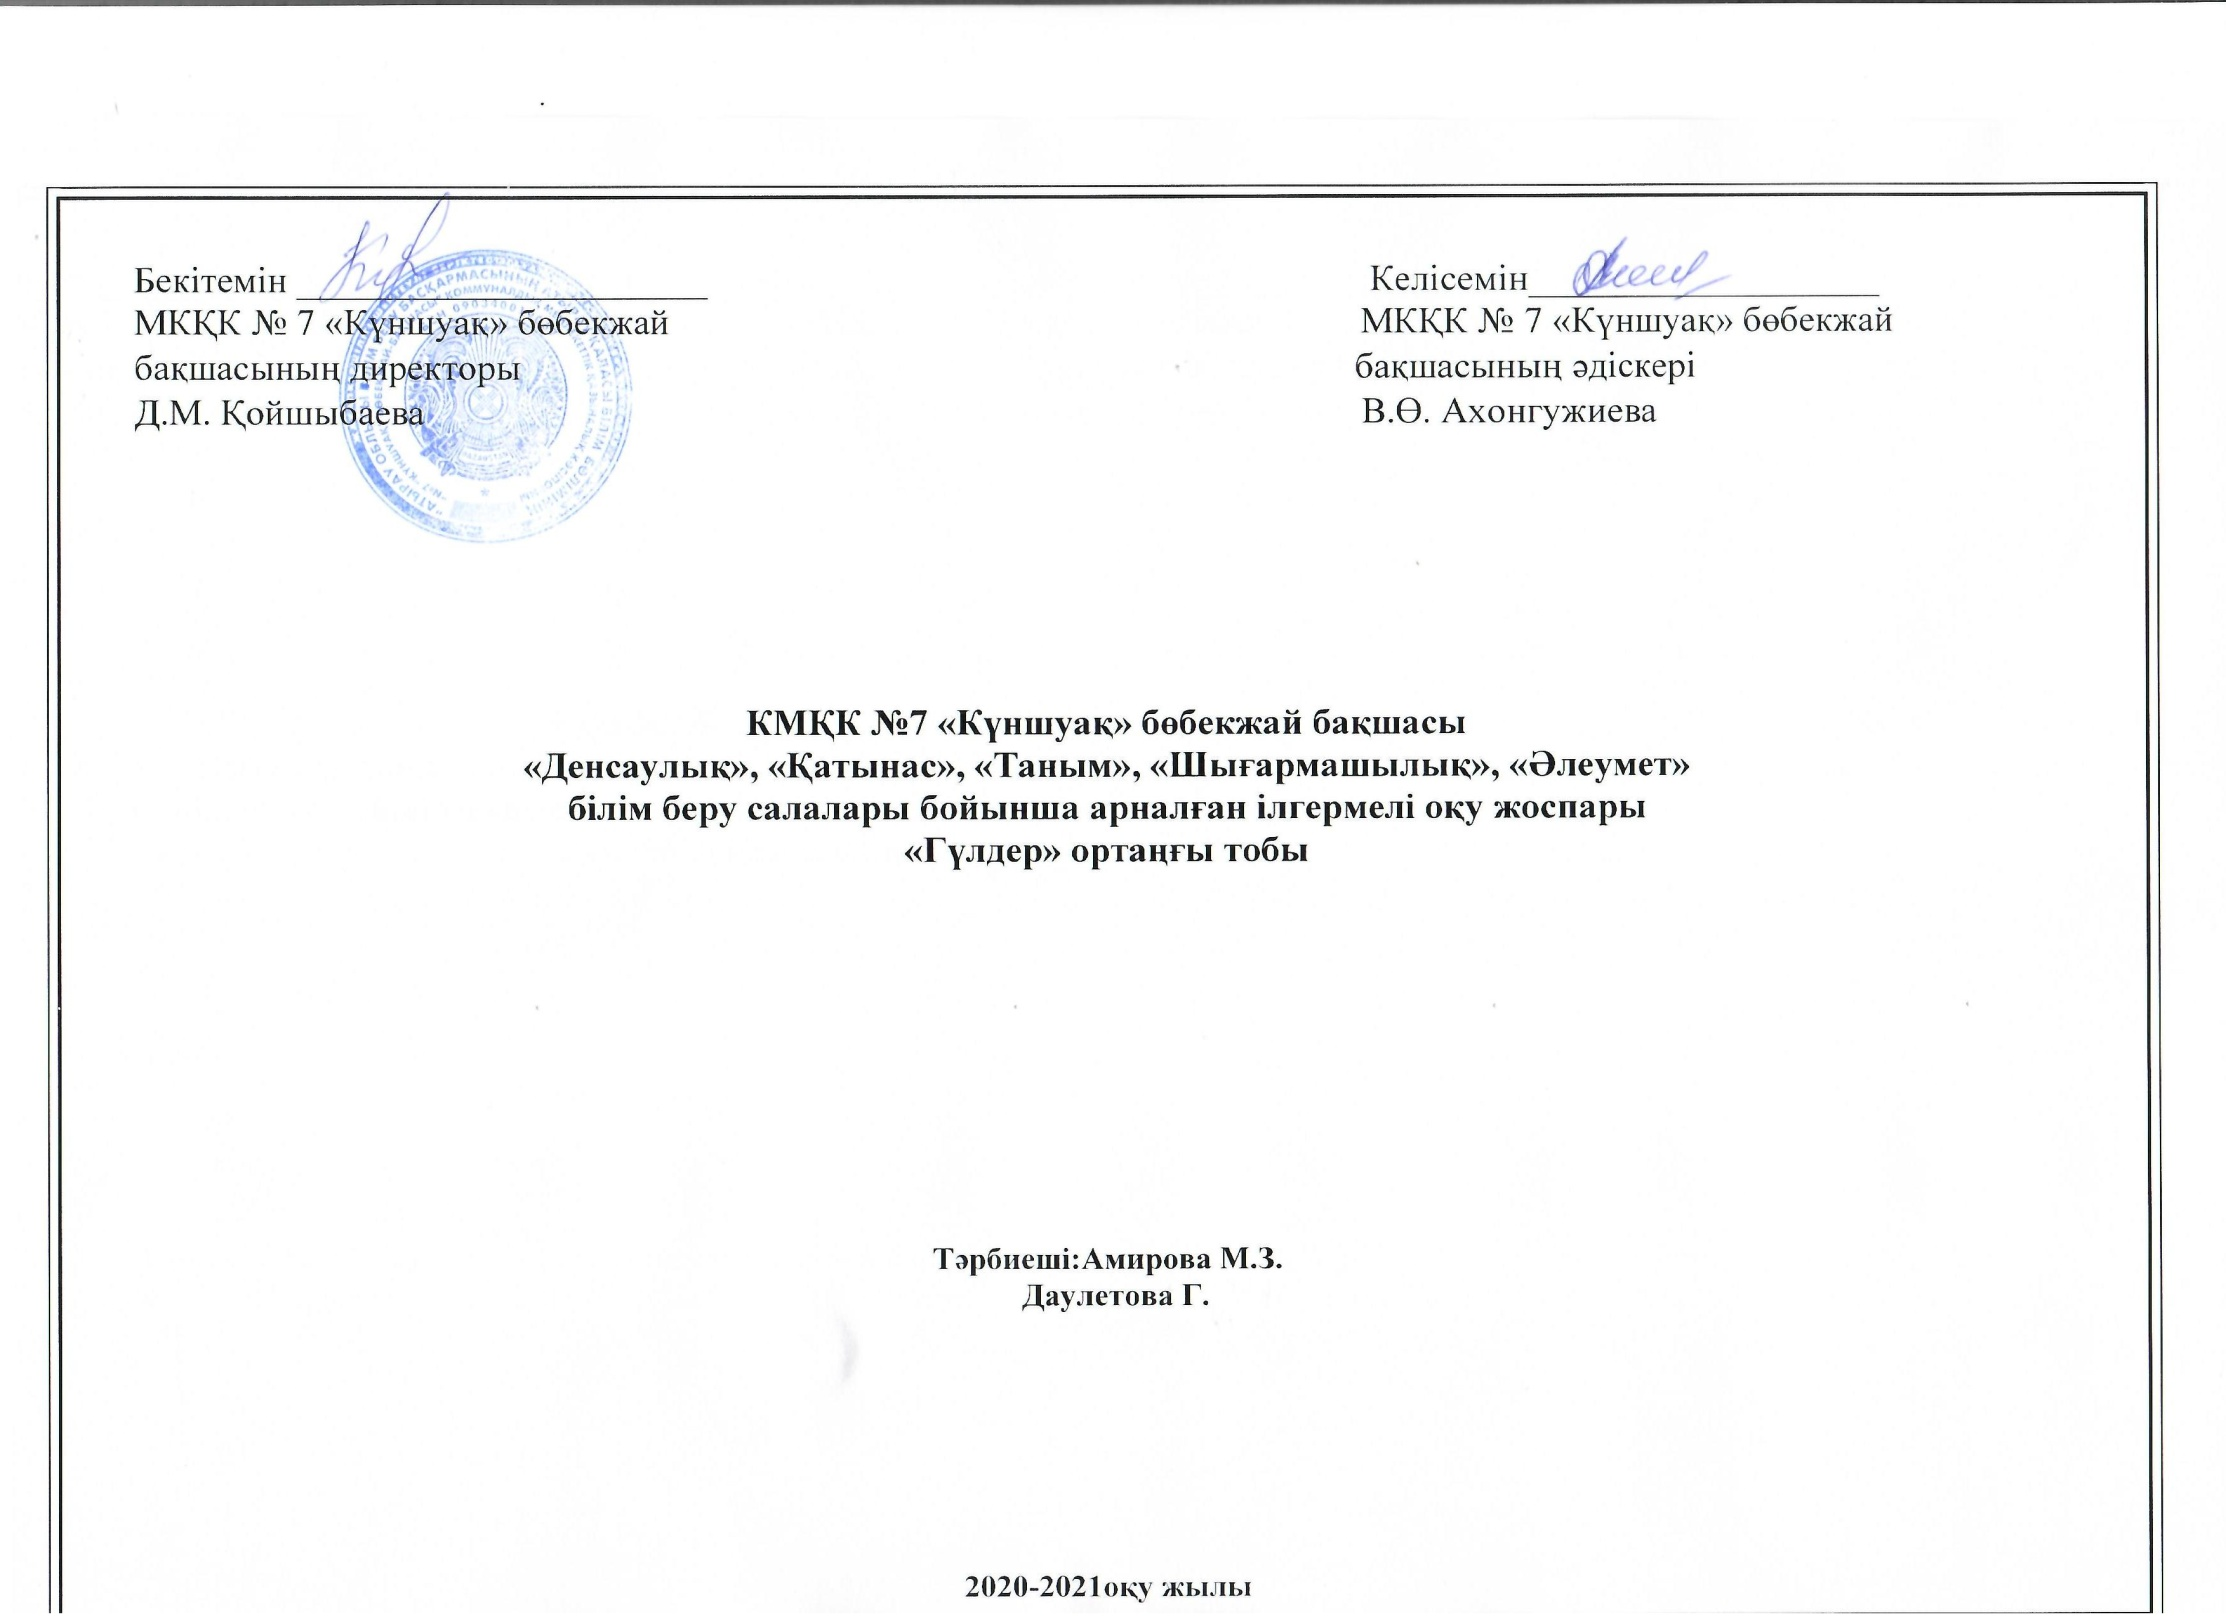 Бекітемін
МКҚК № 7 «Күншуақ» бөбекжай
бақшасының директоры
Д.М. Қойшыбаева
Келісемін
МКҚК № 7 «Күншуақ» бөбекжай
бақшасының әдіскері
В.Ө. Ахонгужиева
КМҚК №7 «Күншуақ» бөбекжай бақшасы
«Денсаулық», «Қатынас», «Таным», «Шығармашылық», «Әлеумет»
білім беру салалары бойынша арналған ілгермелі оқу жоспары
«Гүлдер» ортаңғы тобы
Тәрбиеші:Амирова М.З.
Даулетова Г.
2020-2021оқу жылы